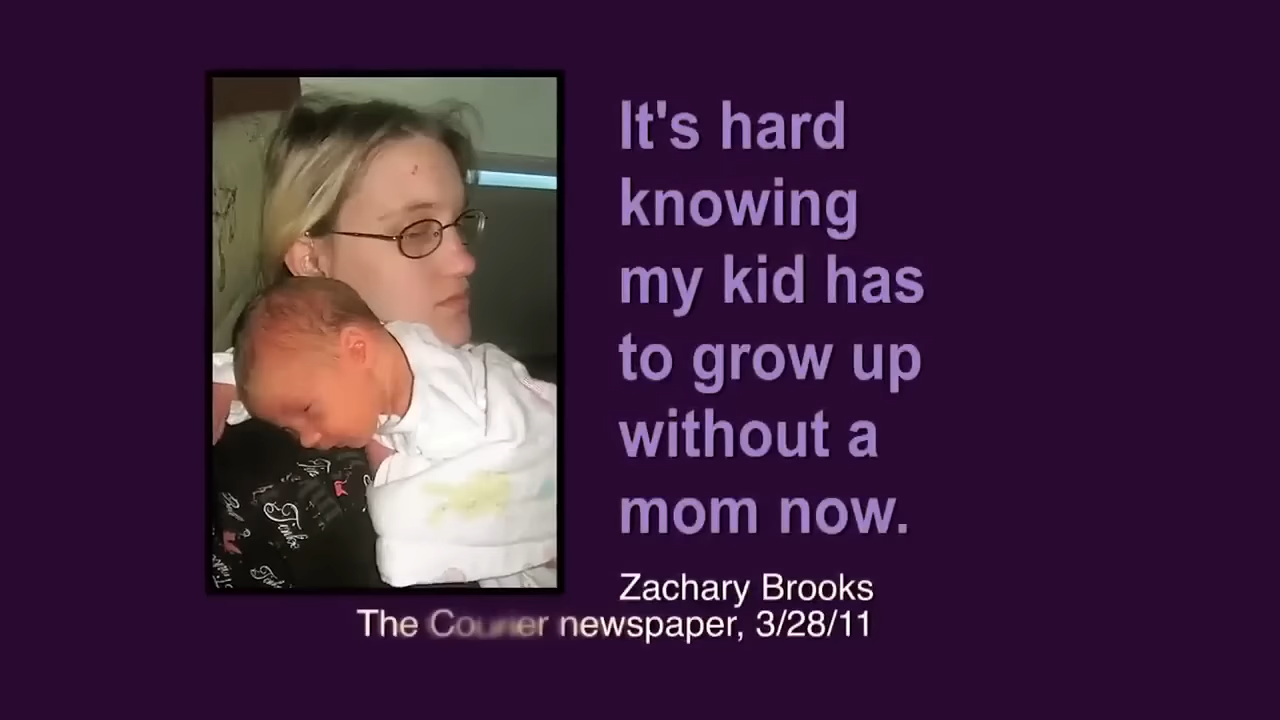 It's hard
knowing
my kid has
to grow up
without a
mom now.
Zachary Brooks
The Courier newspaper, 3/28/11
Tinker